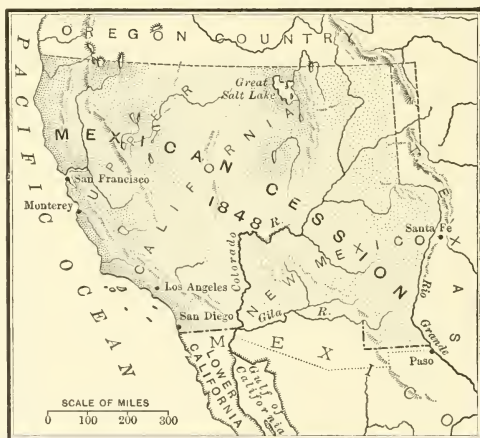 OREGON COUNTRY
PACIFIC OCEAN
Great
Salt Lake
MEXICAN CESSION
1848
UPPER CALIFORNIA
San Francisco
Monterey
TEXAS
Santa Fe
Colorado
R.
NEW MEXICO
Rio Grande
Los Angeles
San Diego
Gila R.
MEXICO
Paso
LOWER
CALIFORNIA
Gulf of
California
SCALE OF MILES
0 50 100 200 300